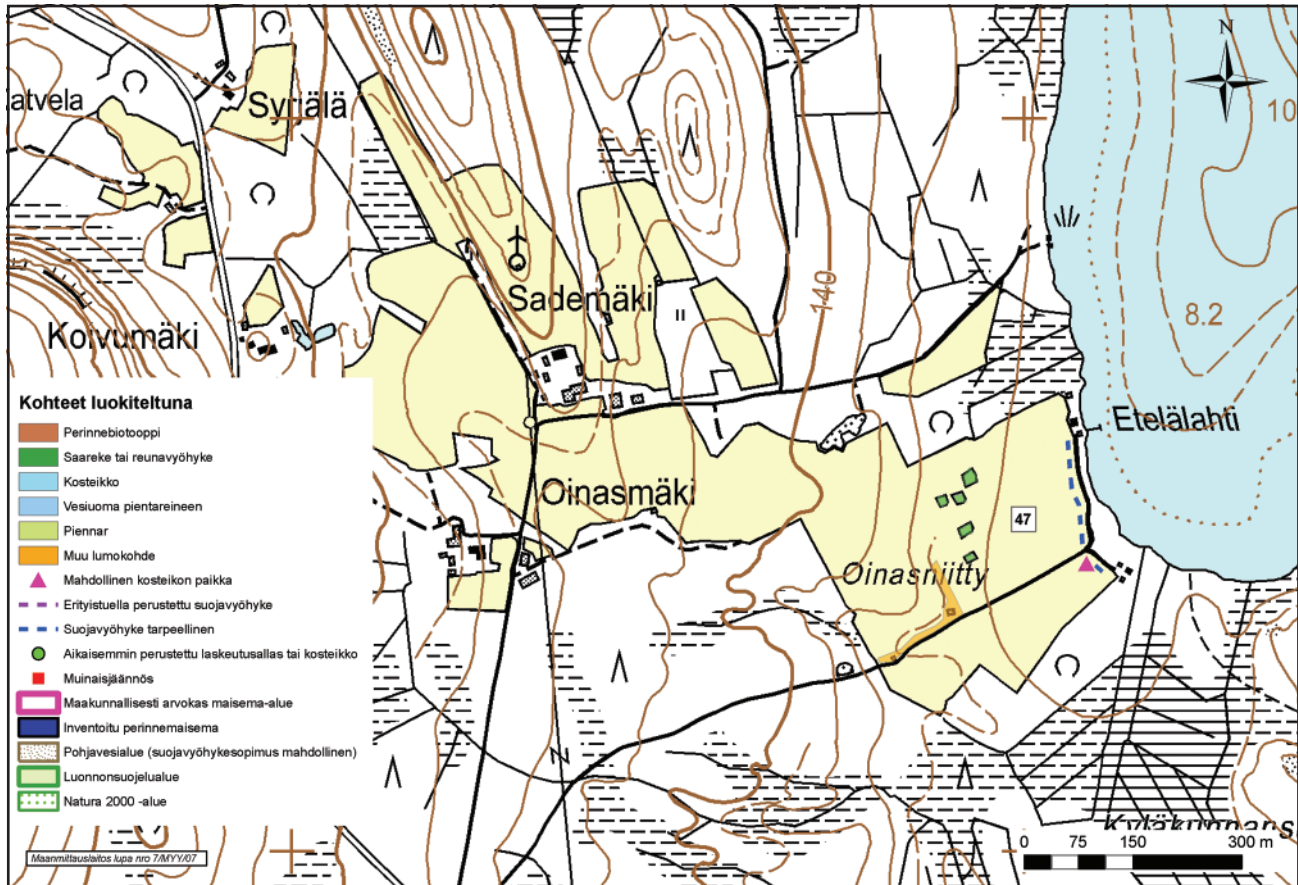 N
atvela
Syrjälä
10
Sademäki
140
8.2
Koivumäki
Etelälahti
Oinasmäki
47
Oinasniitty
Kohteet luokiteltuna
Perinnebiotooppi
Saareke tai reunavyöhyke
Kosteikko
Vesiuoma pientareineen
Piennar
Muu lumokohde
Mahdollinen kosteikon paikka
Erityistuella perustettu suojavyöhyke
Suojavyöhyke tarpeellinen
Aikaisemmin perustettu laskeutusallas tai kosteikko
Muinaisjäännös
Maakunnallisesti arvokas maisema-alue
Inventoitu perinnemaisema
Pohjavesialue (suojavyöhykesopimus mahdollinen)
Luonnonsuojelualue
Natura 2000 -alue
Kyläkunnans
0 75 150 300 m
Maanmittauslaitos lupa nro 7/MYY/07